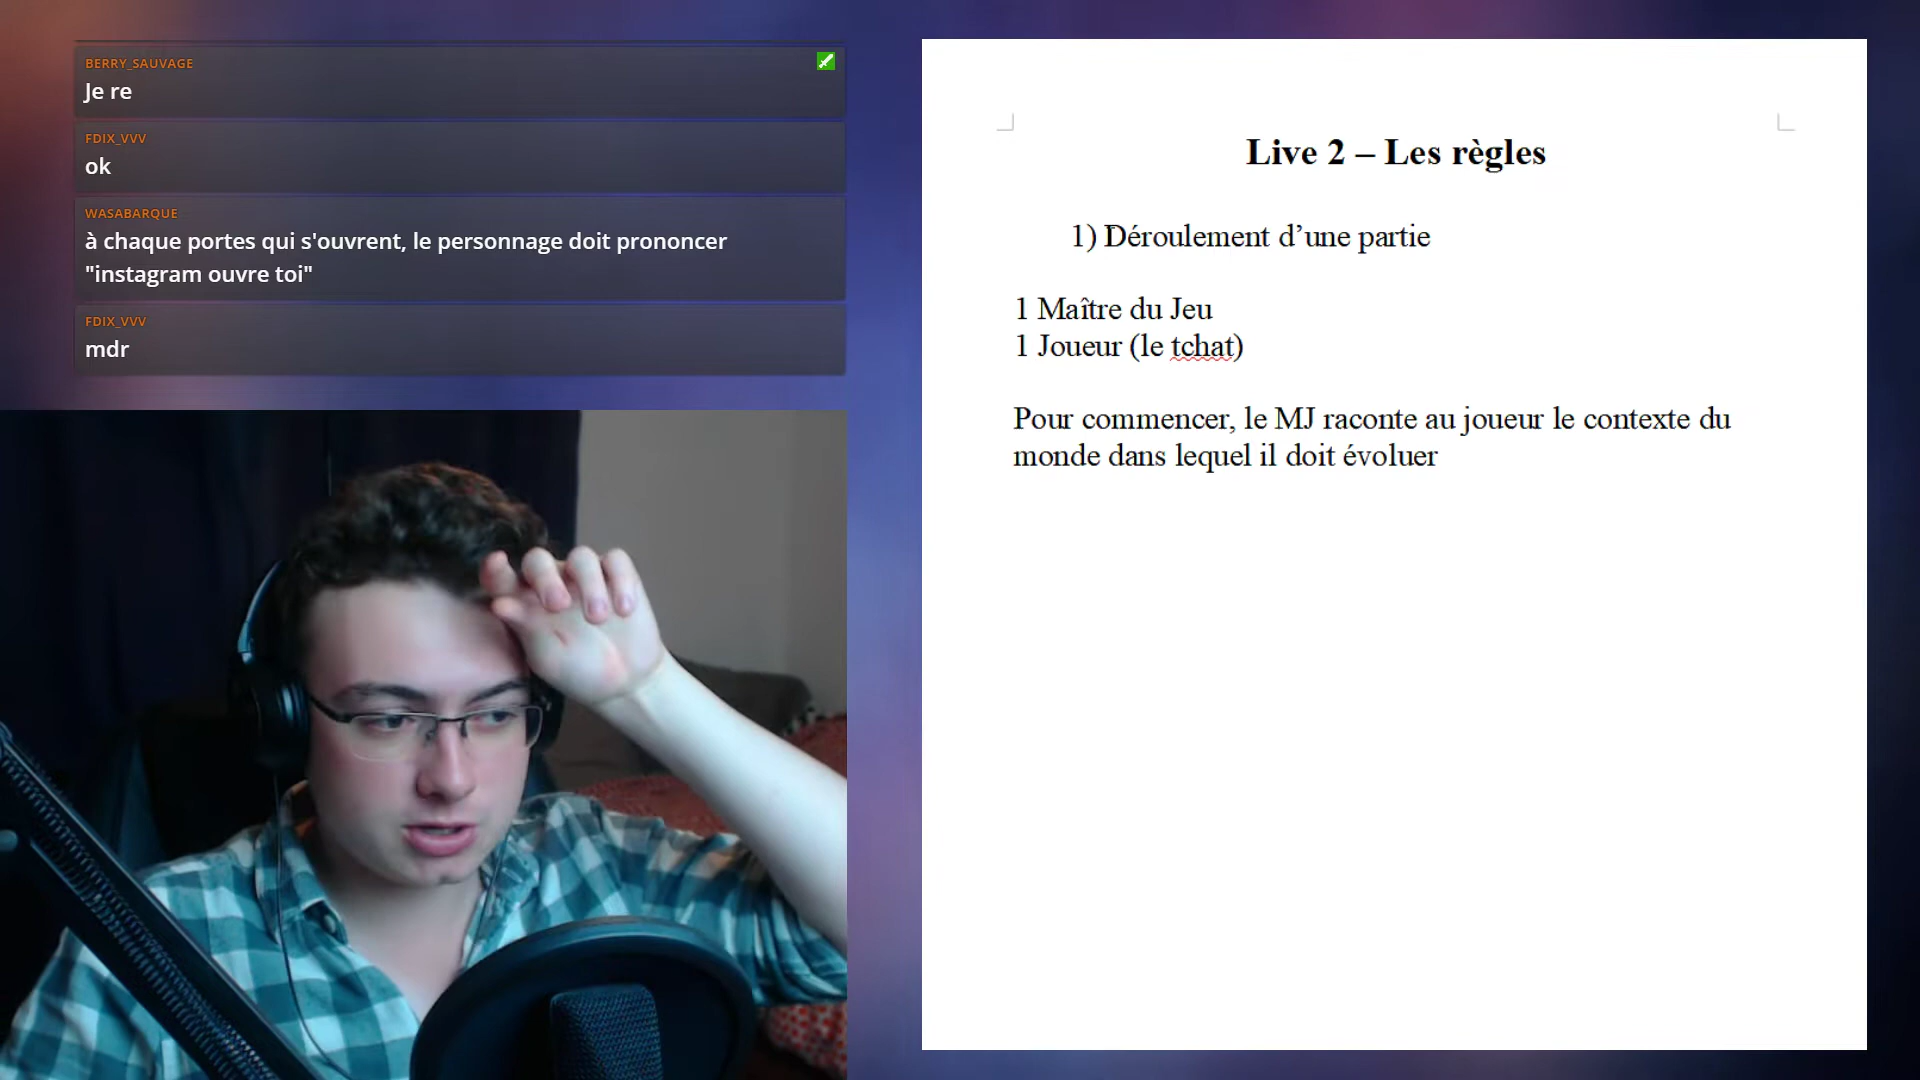 BERRY_SAUVAGE
Je re
FDIX_VVV
ok
WASABARQUE
à chaque portes qui s'ouvrent, le personnage doit prononcer
"instagram ouvre toi"
FDIX_VVV
mdr
Live 2 – Les règles
1) Déroulement d’une partie
1 Maître du Jeu
1 Joueur (le tchat)
Pour commencer, le MJ raconte au joueur le contexte du
monde dans lequel il doit évoluer